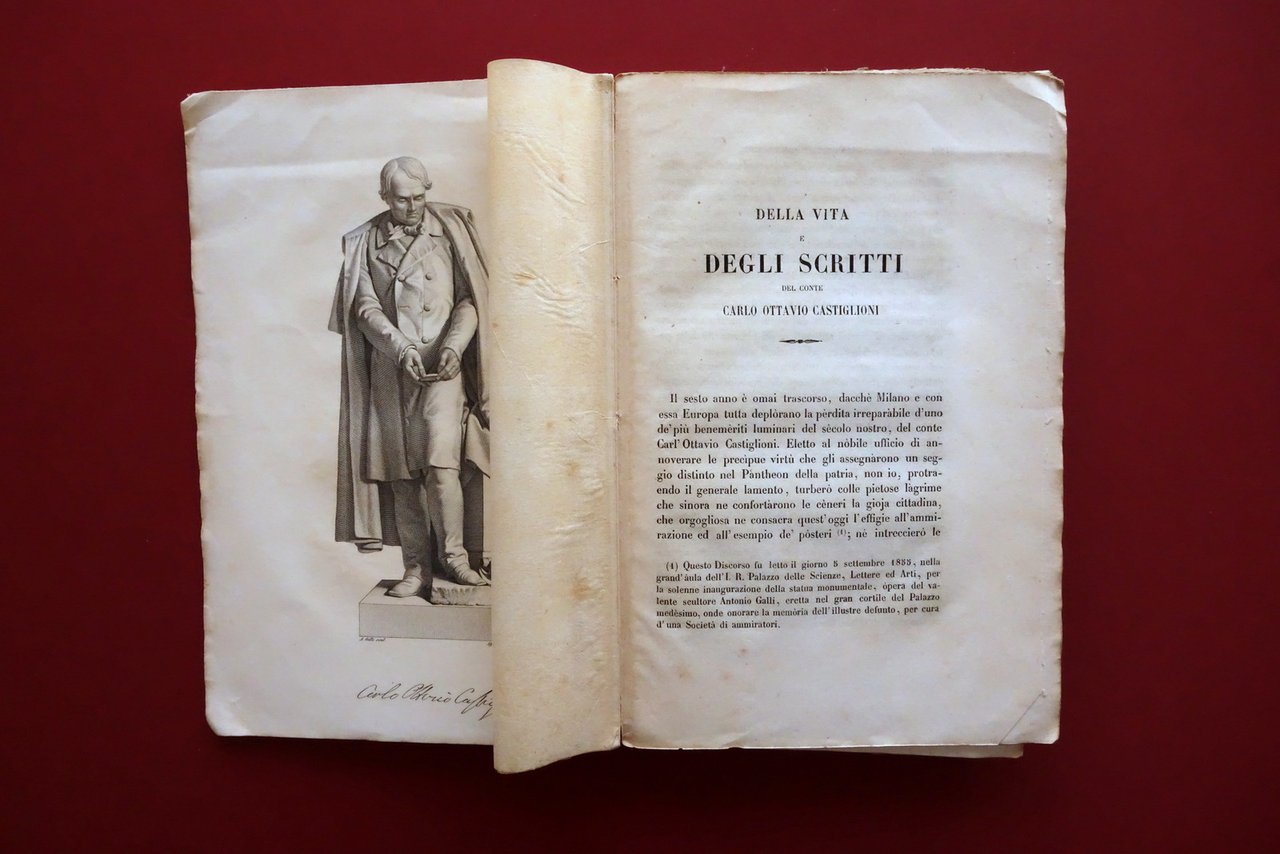 Carlo Ottavio Castig
DELLA VITA
E
DEGLI SCRITTI
DEL CONTE
CARLO OTTAVIO CASTIGLIONI
Il sesto anno è omai trascorso, dacchè Milano e con
essa Europa tutta deplòrano la pèrdita irreparàbile d'uno
de'più benemèriti luminari del sècolo nostro, del conte
Carl'Ottavio Castiglioni. Eletto al nòbile ufficio di an-
noverare le precìpue virtù che gli assegnàrono un seg-
gio distinto nel Pàntheon della patria, non io, protra-
endo il generale lamento, turberò colle pietose làgrime
che sinora ne confortàrono le cèneri la gioja cittadina,
che orgogliosa ne consacra quest'oggi l'effigie all'ammi-
razione ed all'esempio de' pòsteri (1); nè intreccierò le
(1) Questo Discorso fu letto il giorno 5 settembre 1855, nella
grand'àula dell'I. R. Palazzo delle Scienze, Lettere ed Arti, per
la solenne inaugurazione della statua monumentale, òpera del va-
lente scultore Antonio Galli, eretta nel gran cortile del Palazzo
medèsimo, onde onorare la memòria dell'illustre defunto, per cura
d'una Società di ammiratori.